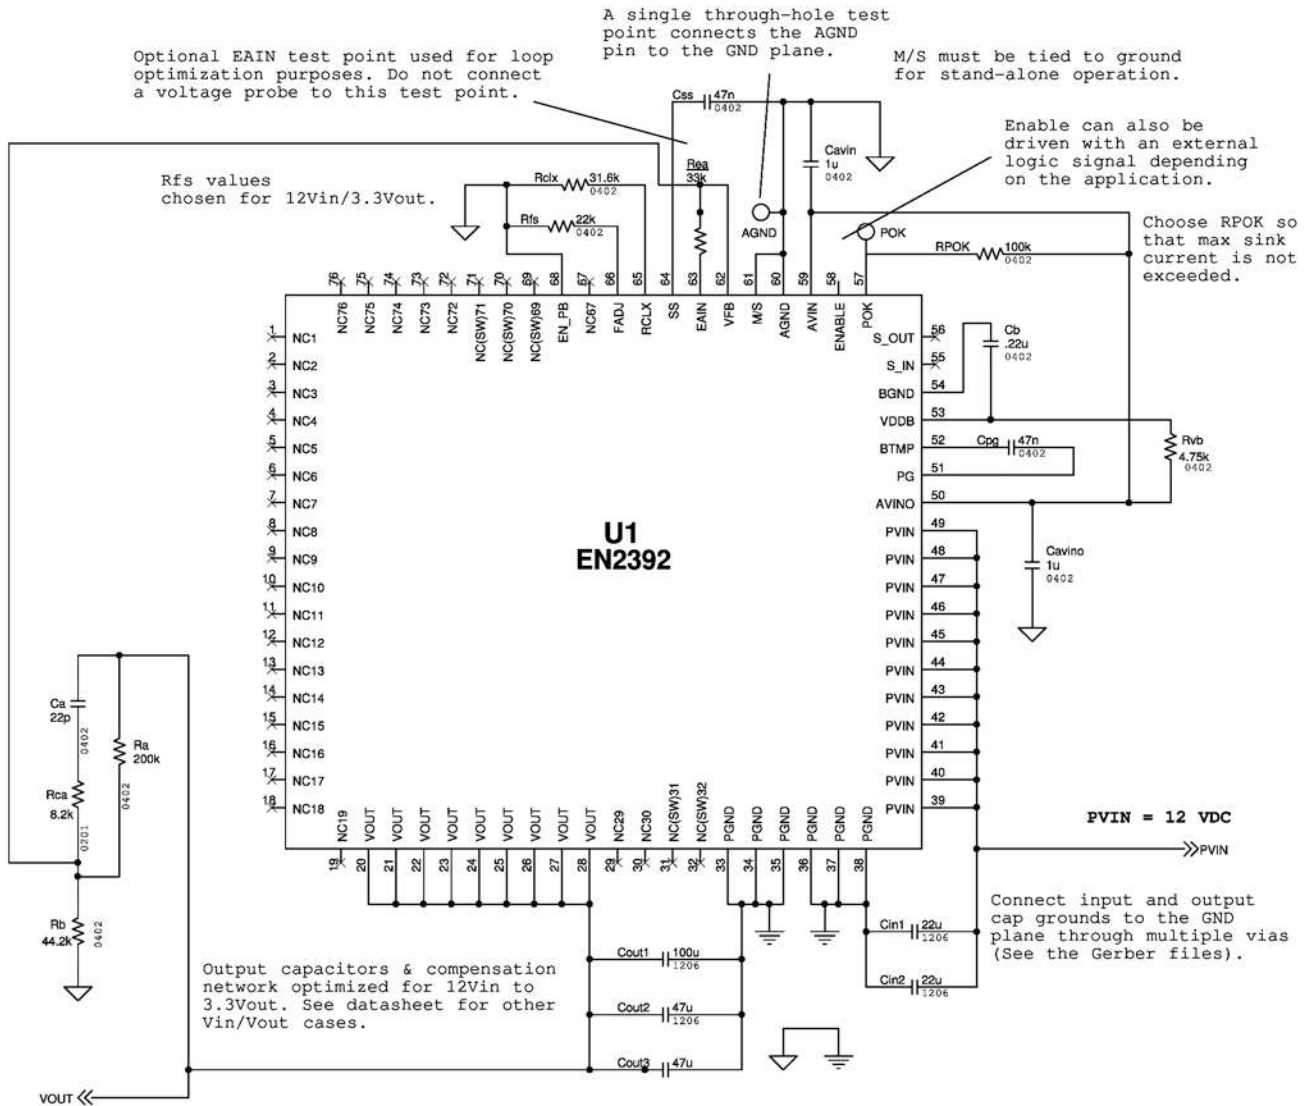 A single through-hole test
point connects the AGND
pin to the GND plane.
Optional EAIN test point used for loop
optimization purposes. Do not connect
a voltage probe to this test point.
M/S must be tied to ground
for stand-alone operation.
Css 47n
0402
Enable can also be
driven with an external
logic signal depending
on the application.
Cavin
1u
0402
Rfs values
chosen for 12Vin/3.3Vout.
Rclx 31.6k
0402
Rea
33k
Rfs 22k
0402
AGND
POK
RPOK 100k
0402
Choose RPOK so
that max sink
current is not
exceeded.
76 75 74 73 72 71 70 69 68 67 66 65 64 63 62 61 60 59 58 57
NC76 NC75 NC74 NC73 NC72 NC(SW)71 NC(SW)70 NC(SW)69 EN_PB NC67 FADJ RCLX SS EAIN VFB M/S AGND AVIN ENABLE POK
1 NC1
2 NC2
3 NC3
4 NC4
5 NC5
6 NC6
7 NC7
8 NC8
9 NC9
10 NC10
11 NC11
12 NC12
13 NC13
14 NC14
15 NC15
16 NC16
17 NC17
18 NC18
U1
EN2392
S_OUT 56
S_IN 55
BGND 54
VDDB 53
BTMP 52
PG 51
AVINO 50
PVIN 49
PVIN 48
PVIN 47
PVIN 46
PVIN 45
PVIN 44
PVIN 43
PVIN 42
PVIN 41
PVIN 40
PVIN 39
Cb
.22u
0402
Cpg 47n
0402
Rvb
4.75k
0402
Cavino
1u
0402
Ca
22p
0402
Ra
200k
0402
Rca
8.2k
0201
Rb
44.2k
0402
NC19 VOUT VOUT VOUT VOUT VOUT VOUT VOUT VOUT VOUT NC29 NC30 NC(SW)31 NC(SW)32 PGND PGND PGND PGND PGND PGND
19 20 21 22 23 24 25 26 27 28 29 30 31 32 33 34 35 36 37 38
PVIN = 12 VDC
PVIN
Connect input and output
cap grounds to the GND
plane through multiple vias
(See the Gerber files).
Cin1 22u
1206
Cin2 22u
1206
Output capacitors & compensation
network optimized for 12Vin to
3.3Vout. See datasheet for other
Vin/Vout cases.
Cout1 100u
1206
Cout2 47u
1206
Cout3 47u
VOUT